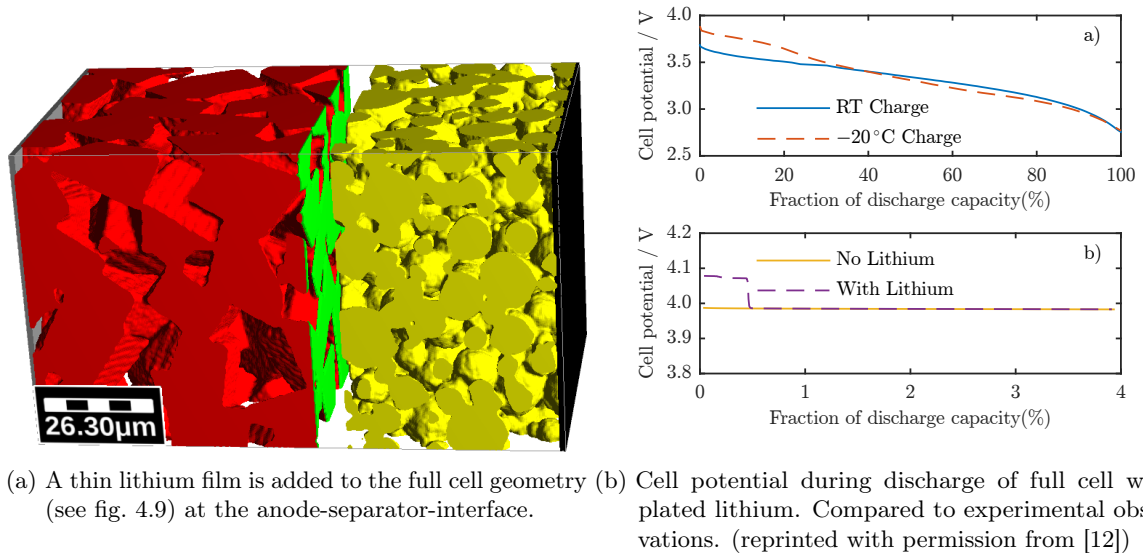 26.30µm
Cell potential / V
4.0
3.5
3.0
2.5
a)
RT Charge
−20°C Charge
0
20
40
60
80
100
Fraction of discharge capacity(%)
Cell potential / V
4.2
4.1
4.0
3.9
3.8
b)
No Lithium
With Lithium
0
1
2
3
4
Fraction of discharge capacity(%)
(a) A thin lithium film is added to the full cell geometry
(see fig. 4.9) at the anode-separator-interface.
(b) Cell potential during discharge of full cell w
plated lithium. Compared to experimental obs
vations. (reprinted with permission from [12])